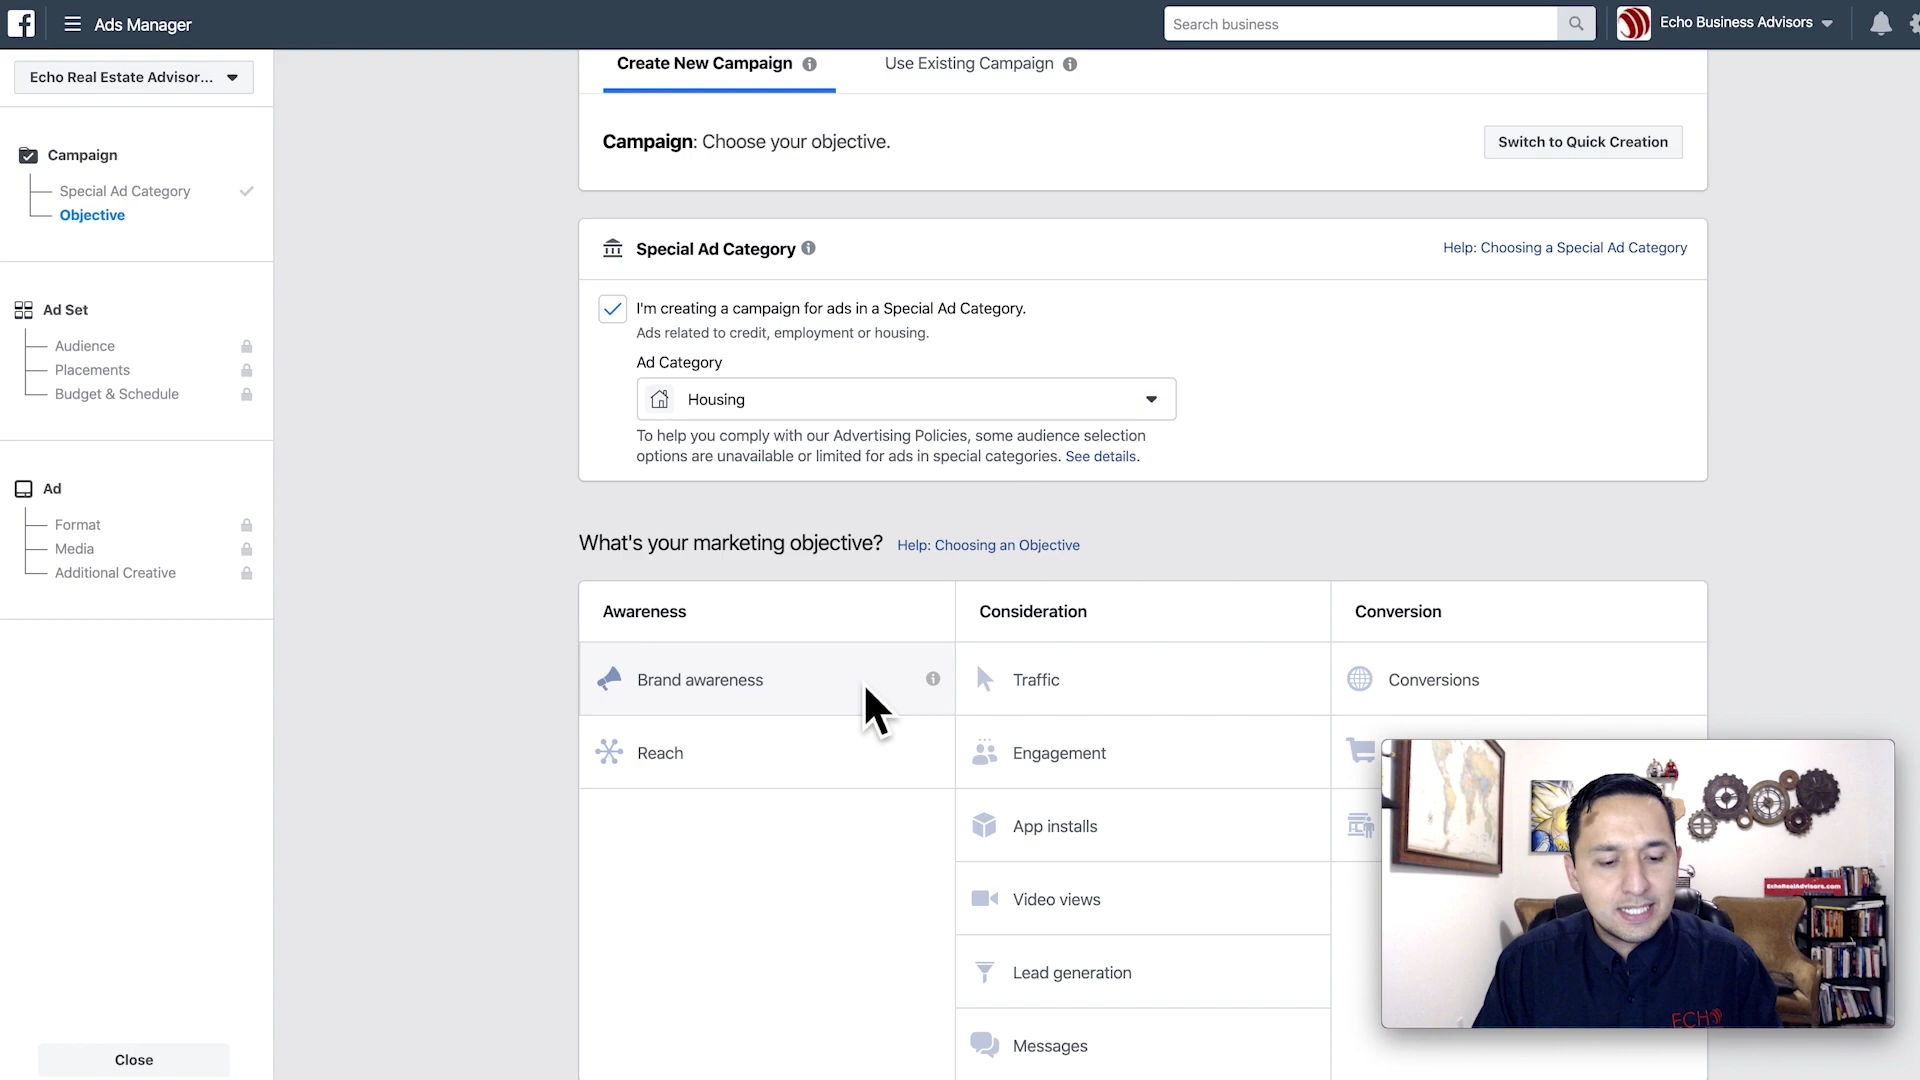 Ads Manager
Search business
Echo Business Advisors
Echo Real Estate Advisor...
Campaign
Special Ad Category
Objective
Ad Set
Audience
Placements
Budget & Schedule
Ad
Format
Media
Additional Creative
Close
Create New Campaign
Use Existing Campaign
Campaign: Choose your objective.
Switch to Quick Creation
Special Ad Category
Help: Choosing a Special Ad Category
I'm creating a campaign for ads in a Special Ad Category.
Ads related to credit, employment or housing.
Ad Category
Housing
To help you comply with our Advertising Policies, some audience selection
options are unavailable or limited for ads in special categories. See details.
What's your marketing objective?
Help: Choosing an Objective
Awareness
Consideration
Conversion
Brand awareness
Traffic
Conversions
Reach
Engagement
App installs
Video views
Lead generation
Messages
EchoRealAdvisors.com
ECHO